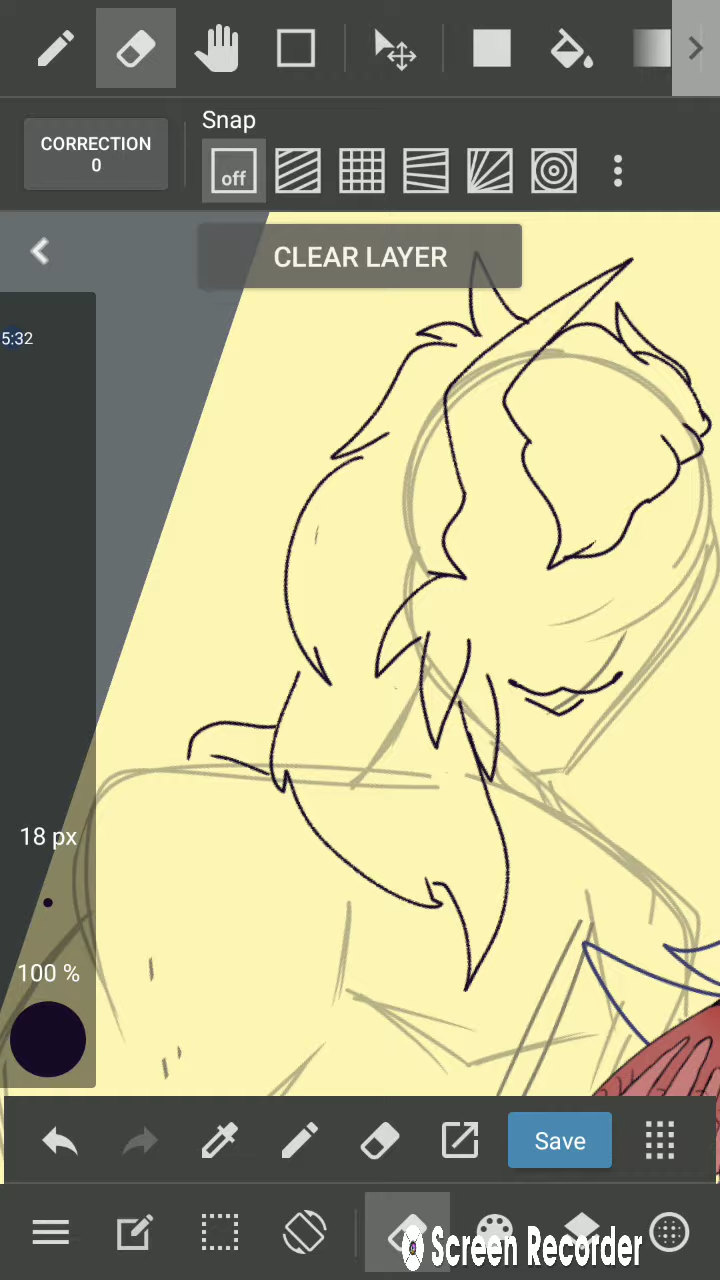 CORRECTION
0
Snap
off
CLEAR LAYER
5:32
18 px
100 %
Save
Screen Recorder